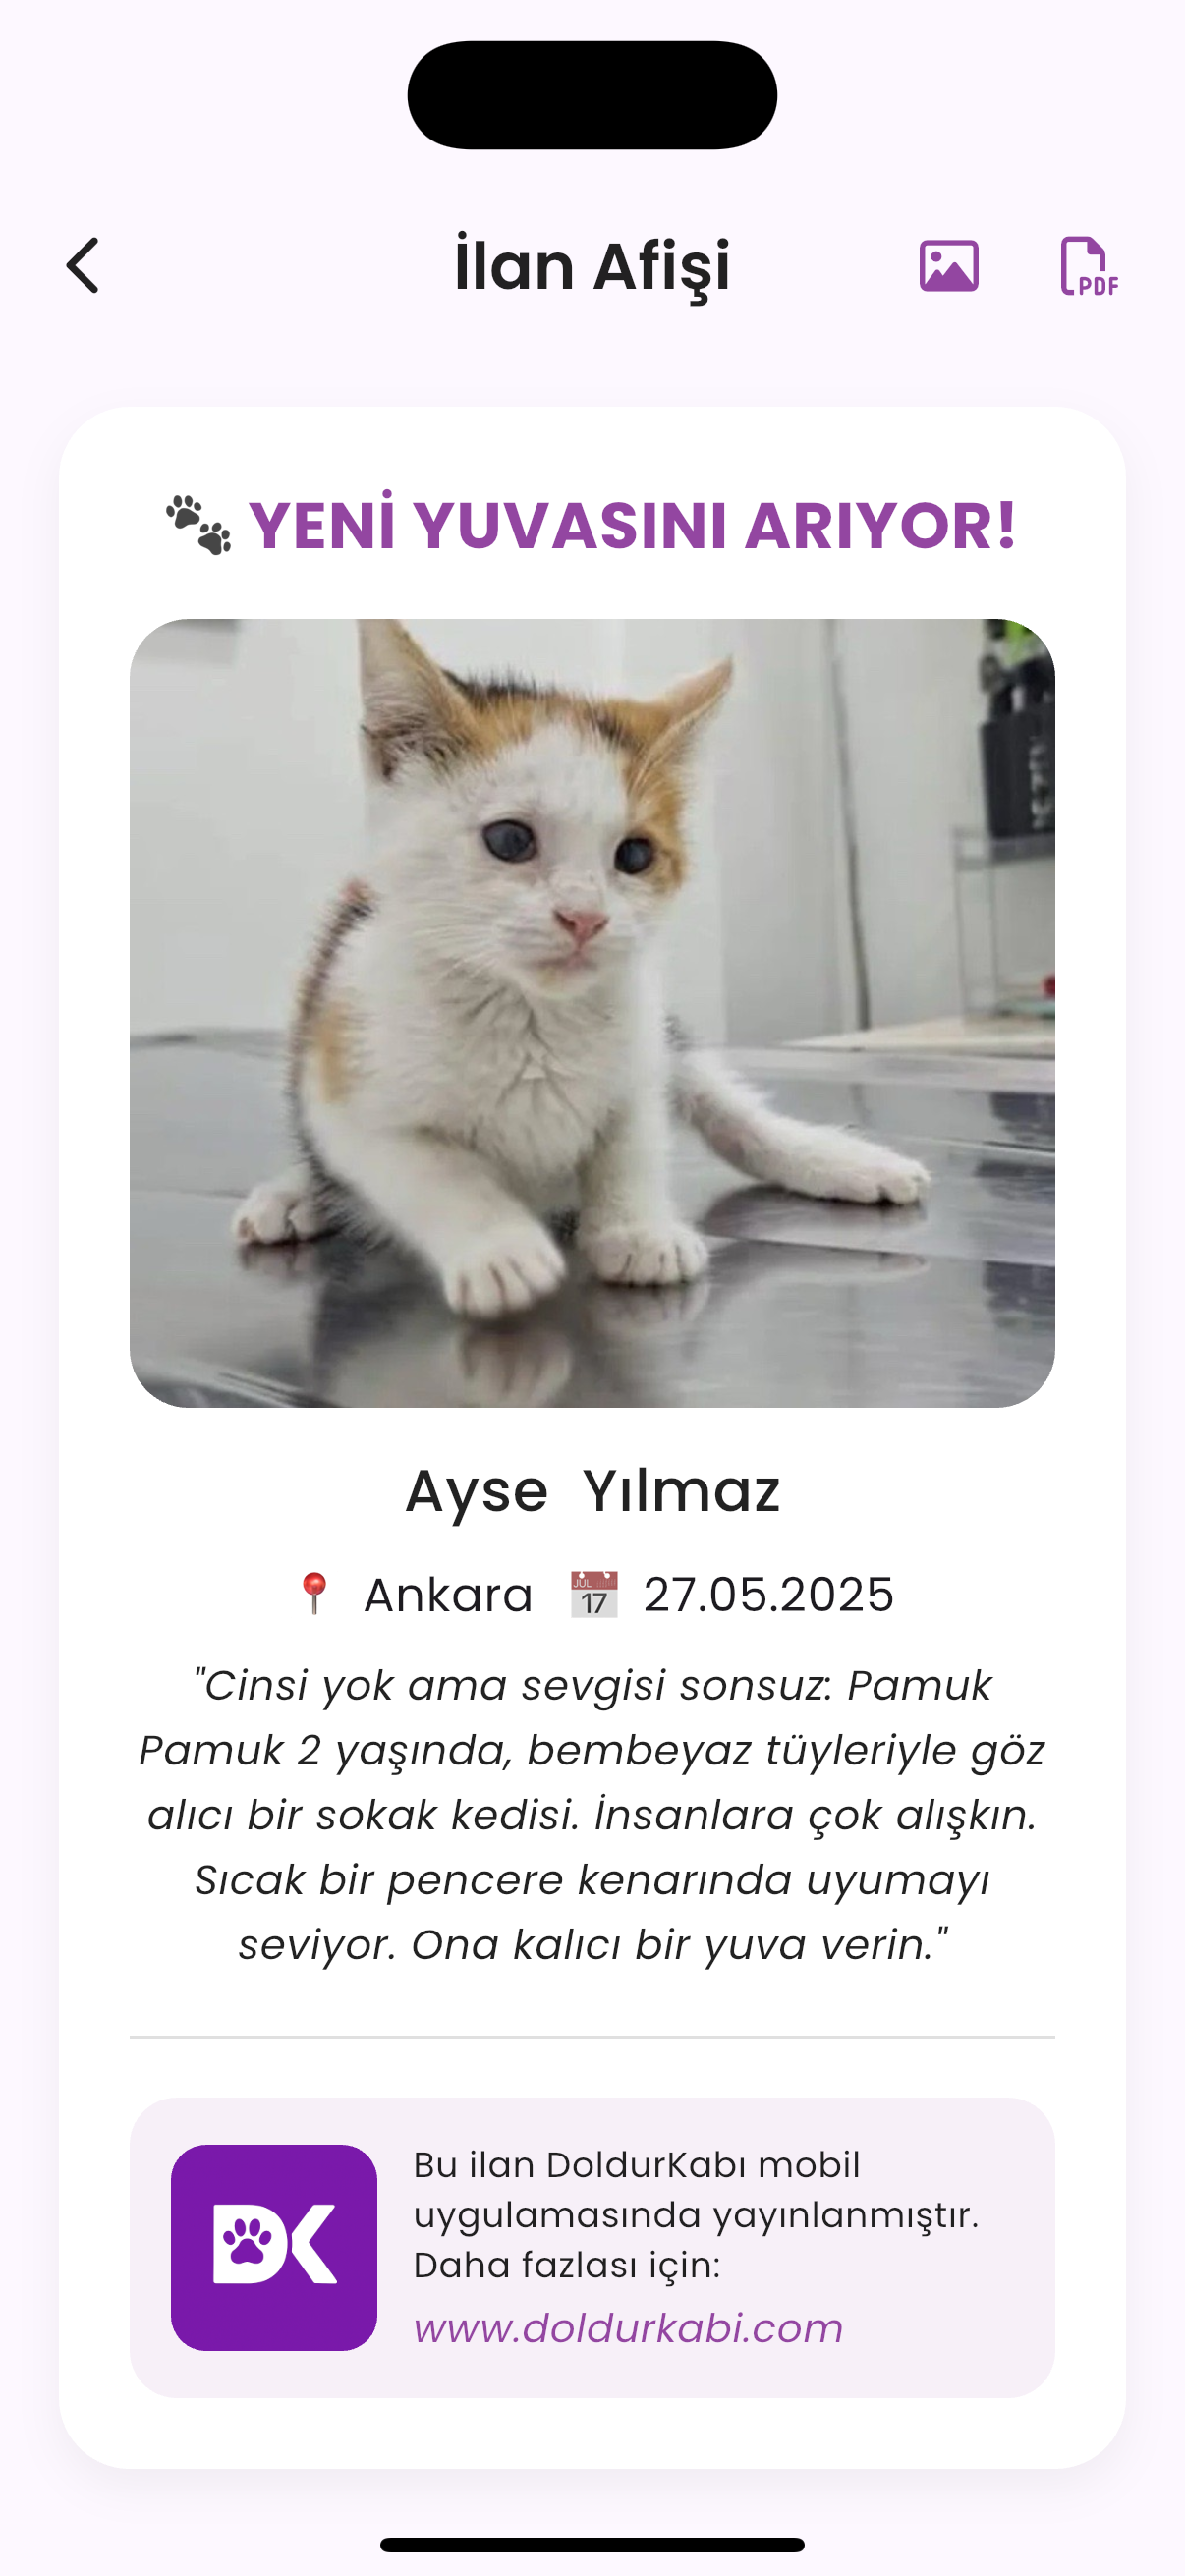 İlan Afişi
PDF
🐾 YENİ YUVASINI ARIYOR!
Ayse Yılmaz
📍 Ankara 📅 27.05.2025
"Cinsi yok ama sevgisi sonsuz: Pamuk
Pamuk 2 yaşında, bembeyaz tüyleriyle göz
alıcı bir sokak kedisi. İnsanlara çok alışkın.
Sıcak bir pencere kenarında uyumayı
seviyor. Ona kalıcı bir yuva verin."
DK
Bu ilan DoldurKabı mobil
uygulamasında yayınlanmıştır.
Daha fazlası için:
www.doldurkabi.com